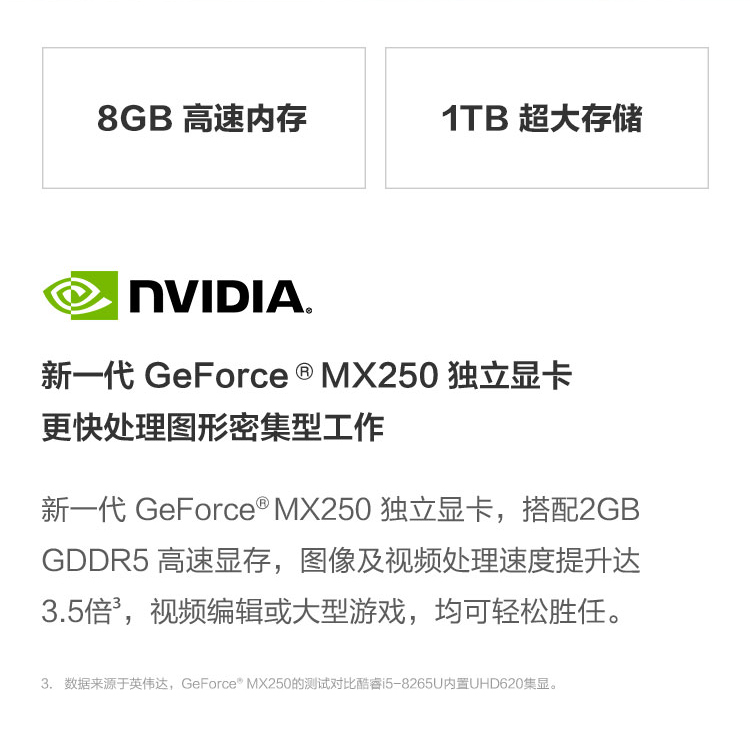 8GB 高速内存
1TB 超大存储
NVIDIA®
新一代 GeForce ® MX250 独立显卡
更快处理图形密集型工作
新一代 GeForce® MX250 独立显卡，搭配2GB
GDDR5 高速显存，图像及视频处理速度提升达
3.5倍³，视频编辑或大型游戏，均可轻松胜任。
3. 数据来源于英伟达，GeForce® MX250的测试对比酷睿i5-8265U内置UHD620集显。